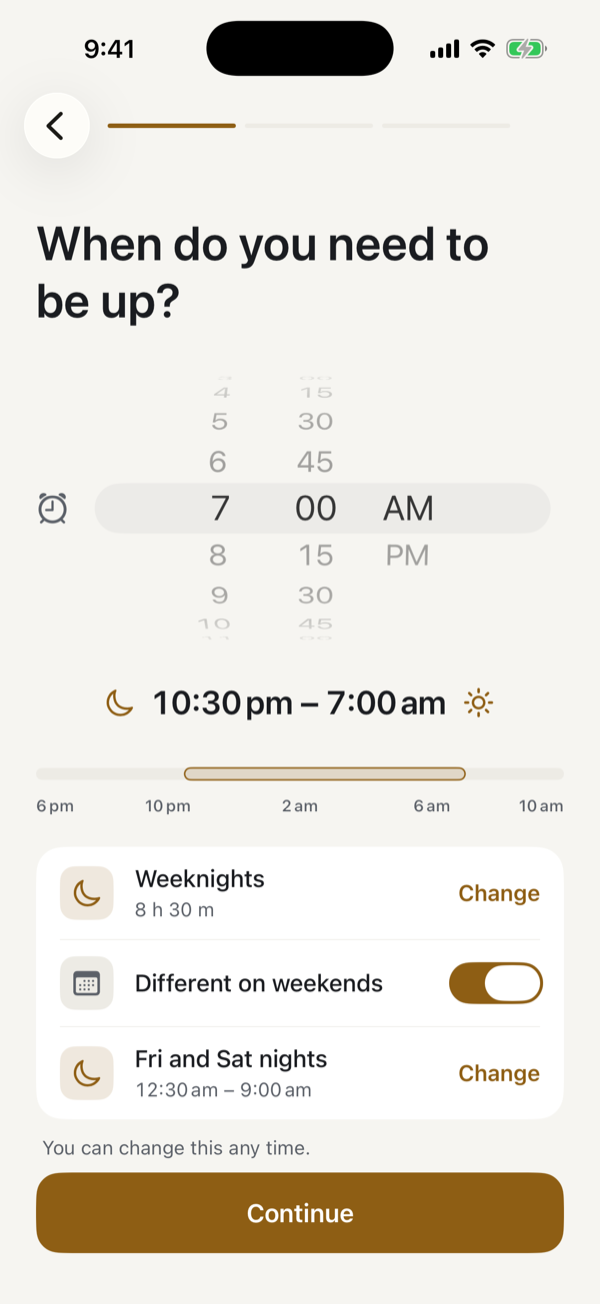 9:41
When do you need to
be up?
4 15
5 30
6 45
7 00 AM
8 15 PM
9 30
10 45
10:30 pm – 7:00 am
6 pm 10 pm 2 am 6 am 10 am
Weeknights
8 h 30 m
Change
Different on weekends
Fri and Sat nights
12:30 am – 9:00 am
Change
You can change this any time.
Continue